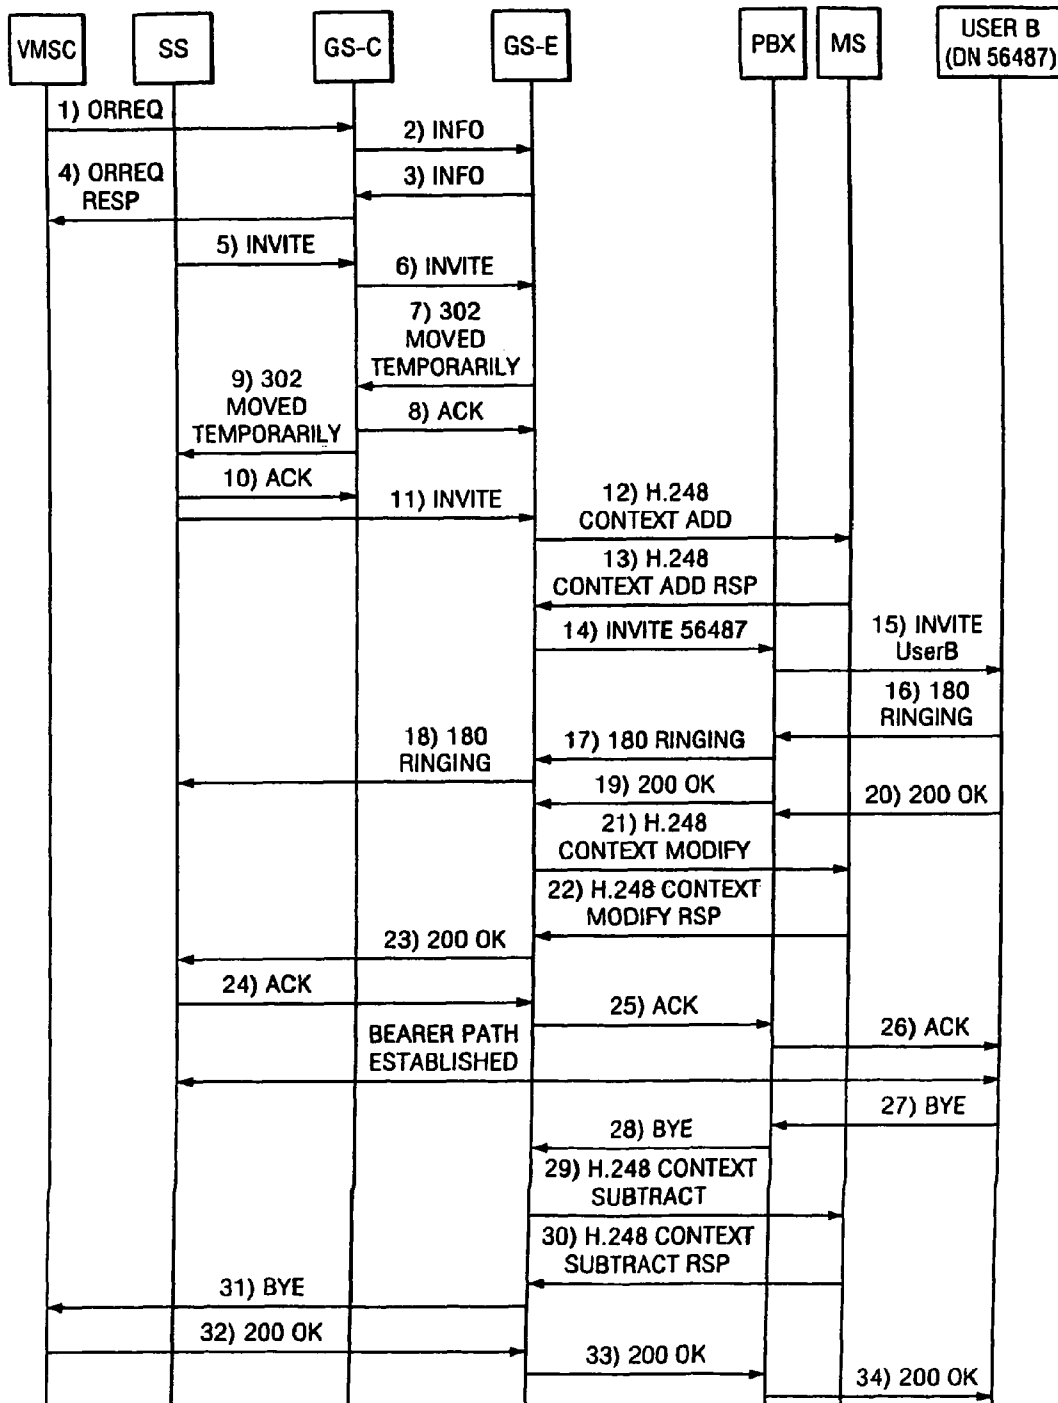 VMSC
SS
GS-C
GS-E
PBX
MS
USER B
(DN 56487)
1) ORREQ
2) INFO
3) INFO
4) ORREQ
RESP
5) INVITE
6) INVITE
7) 302
MOVED
TEMPORARILY
8) ACK
9) 302
MOVED
TEMPORARILY
10) ACK
11) INVITE
12) H.248
CONTEXT ADD
13) H.248
CONTEXT ADD RSP
14) INVITE 56487
15) INVITE
UserB
16) 180
RINGING
17) 180 RINGING
18) 180
RINGING
19) 200 OK
20) 200 OK
21) H.248
CONTEXT MODIFY
22) H.248 CONTEXT
MODIFY RSP
23) 200 OK
24) ACK
25) ACK
26) ACK
BEARER PATH
ESTABLISHED
27) BYE
28) BYE
29) H.248 CONTEXT
SUBTRACT
30) H.248 CONTEXT
SUBTRACT RSP
31) BYE
32) 200 OK
33) 200 OK
34) 200 OK